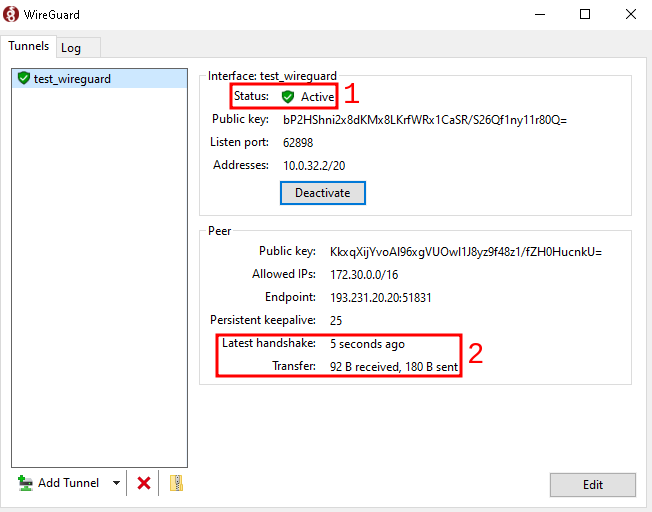 WireGuard
Tunnels Log
test_wireguard
Interface: test_wireguard
Status: Active 1
Public key: bP2HShni2x8dKMx8LKrfWRx1CaSR/S26Qf1ny11r80Q=
Listen port: 62898
Addresses: 10.0.32.2/20
Deactivate
Peer
Public key: KkxqXijYvoAl96xgVUOwI1J8yz9f48z1/fZH0HucnkU=
Allowed IPs: 172.30.0.0/16
Endpoint: 193.231.20.20:51831
Persistent keepalive: 25
Latest handshake: 5 seconds ago
Transfer: 92 B received, 180 B sent 2
Add Tunnel Edit